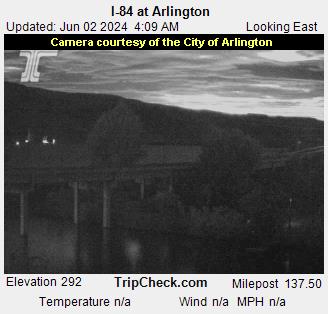 I-84 at Arlington
Updated: Jun 02 2024 4:09 AM Looking East
Camera courtesy of the City of Arlington
Elevation 292 TripCheck.com Milepost 137.50
Temperature n/a Wind n/a MPH n/a